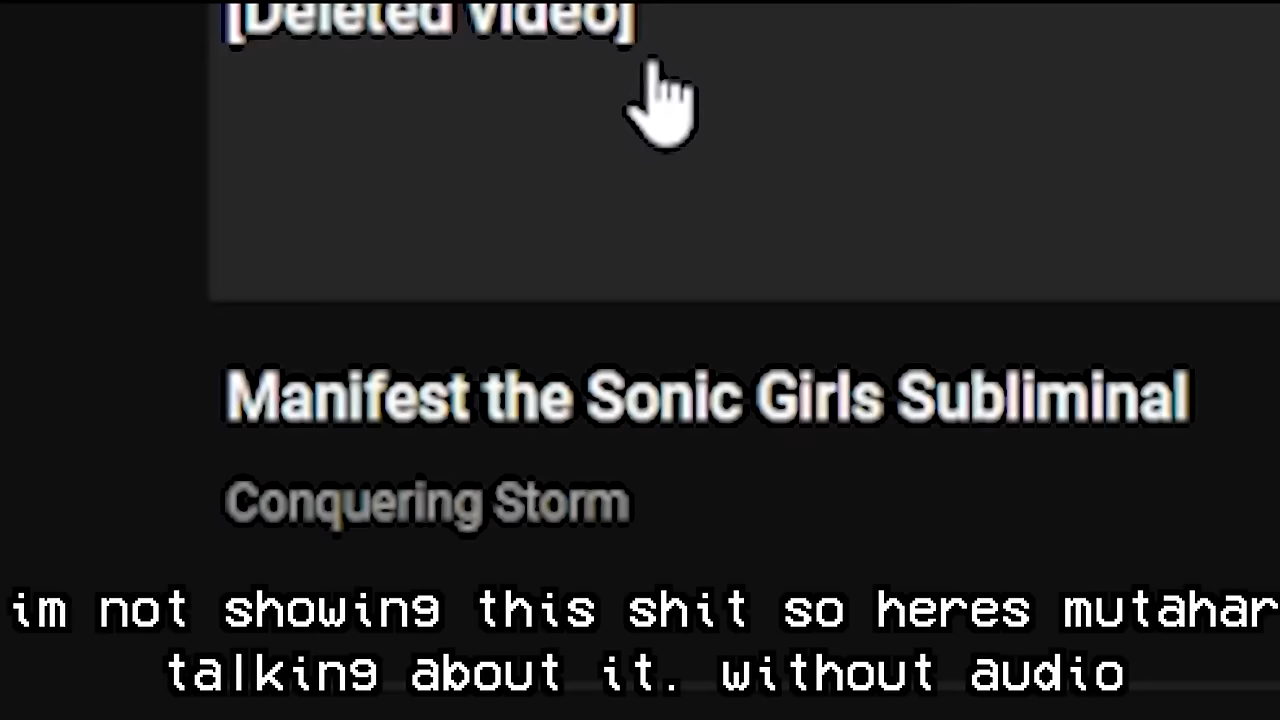 [Deleted video]
Manifest the Sonic Girls Subliminal
Conquering Storm
im not showing this shit so heres mutahar
talking about it. without audio